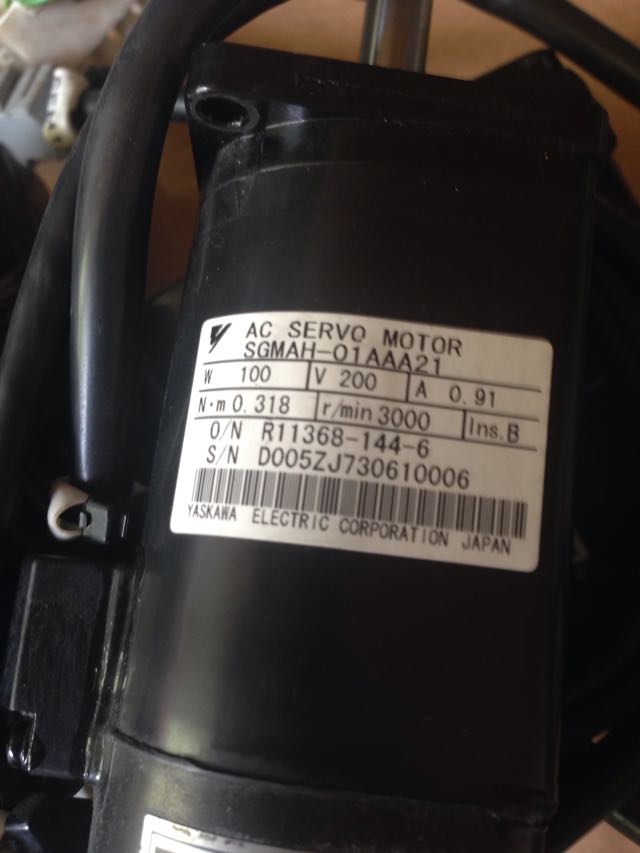 AC SERVO MOTOR
SGMAH-01AAA21
W 100 V 200 A 0.91
N·m 0.318 r/min 3000 Ins.B
O/N R11368-144-6
S/N D005ZJ730610006
YASKAWA ELECTRIC CORPORATION JAPAN